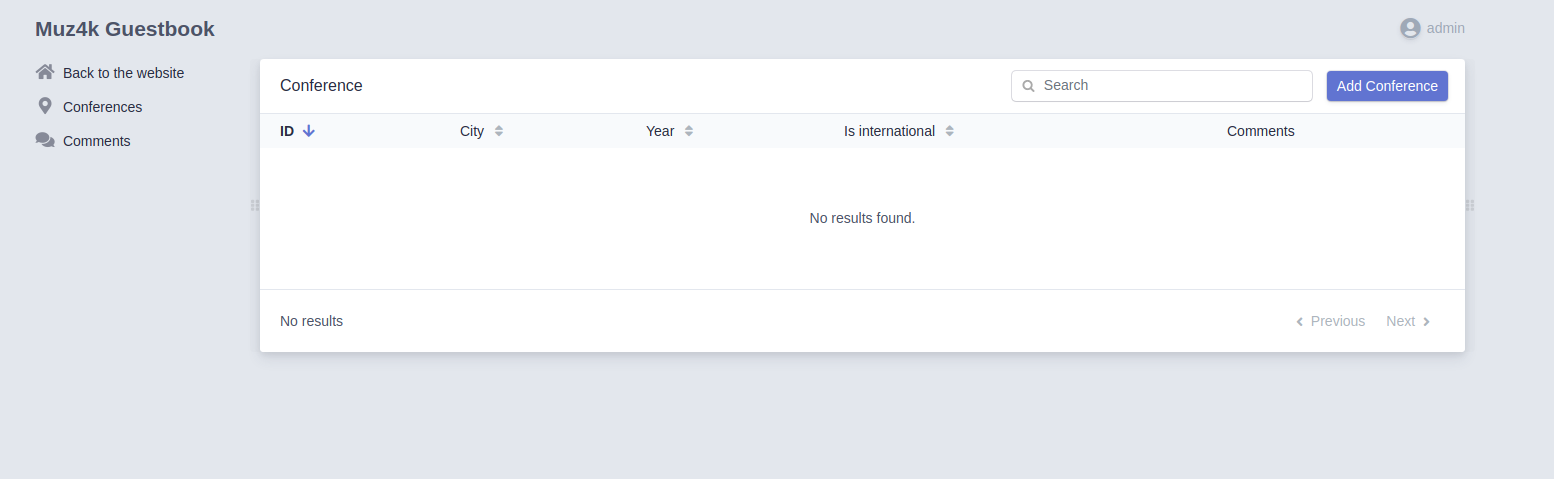 Muz4k Guestbook
admin
Back to the website
Conferences
Comments
Conference
Search
Add Conference
ID City Year Is international Comments
No results found.
No results
Previous Next